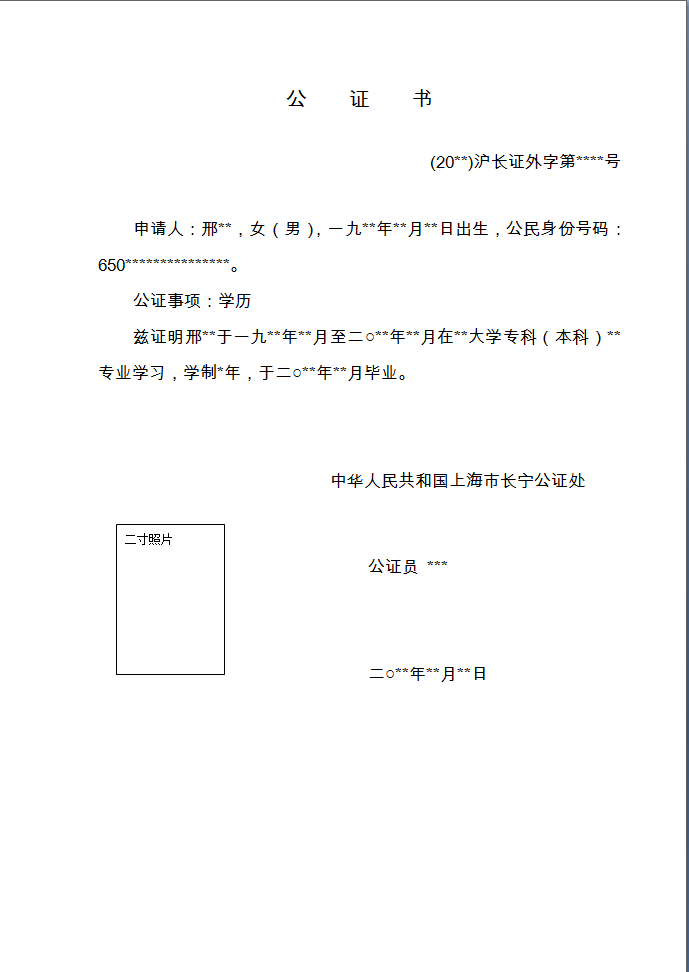 公 证 书
(20**)沪长证外字第****号
申请人：邢**，女（男），一九**年**月**日出生，公民身份号码：
650***************。
公证事项：学历
兹证明邢**于一九**年**月至二○**年**月在**大学专科（本科）**
专业学习，学制*年，于二○**年**月毕业。
中华人民共和国上海市长宁公证处
二寸照片
公证员 ***
二○**年**月**日